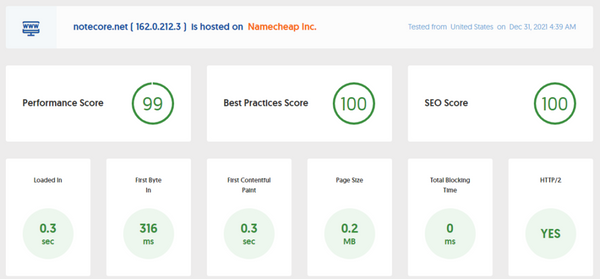 WWW
notecore.net ( 162.0.212.3 ) is hosted on Namecheap Inc.
Tested from United States on Dec 31, 2021 4:39 AM
Performance Score
99
Best Practices Score
100
SEO Score
100
Loaded In
0.3
sec
First Byte
In
316
ms
First Contentful
Paint
0.3
sec
Page Size
0.2
MB
Total Blocking
Time
0
ms
HTTP/2
YES